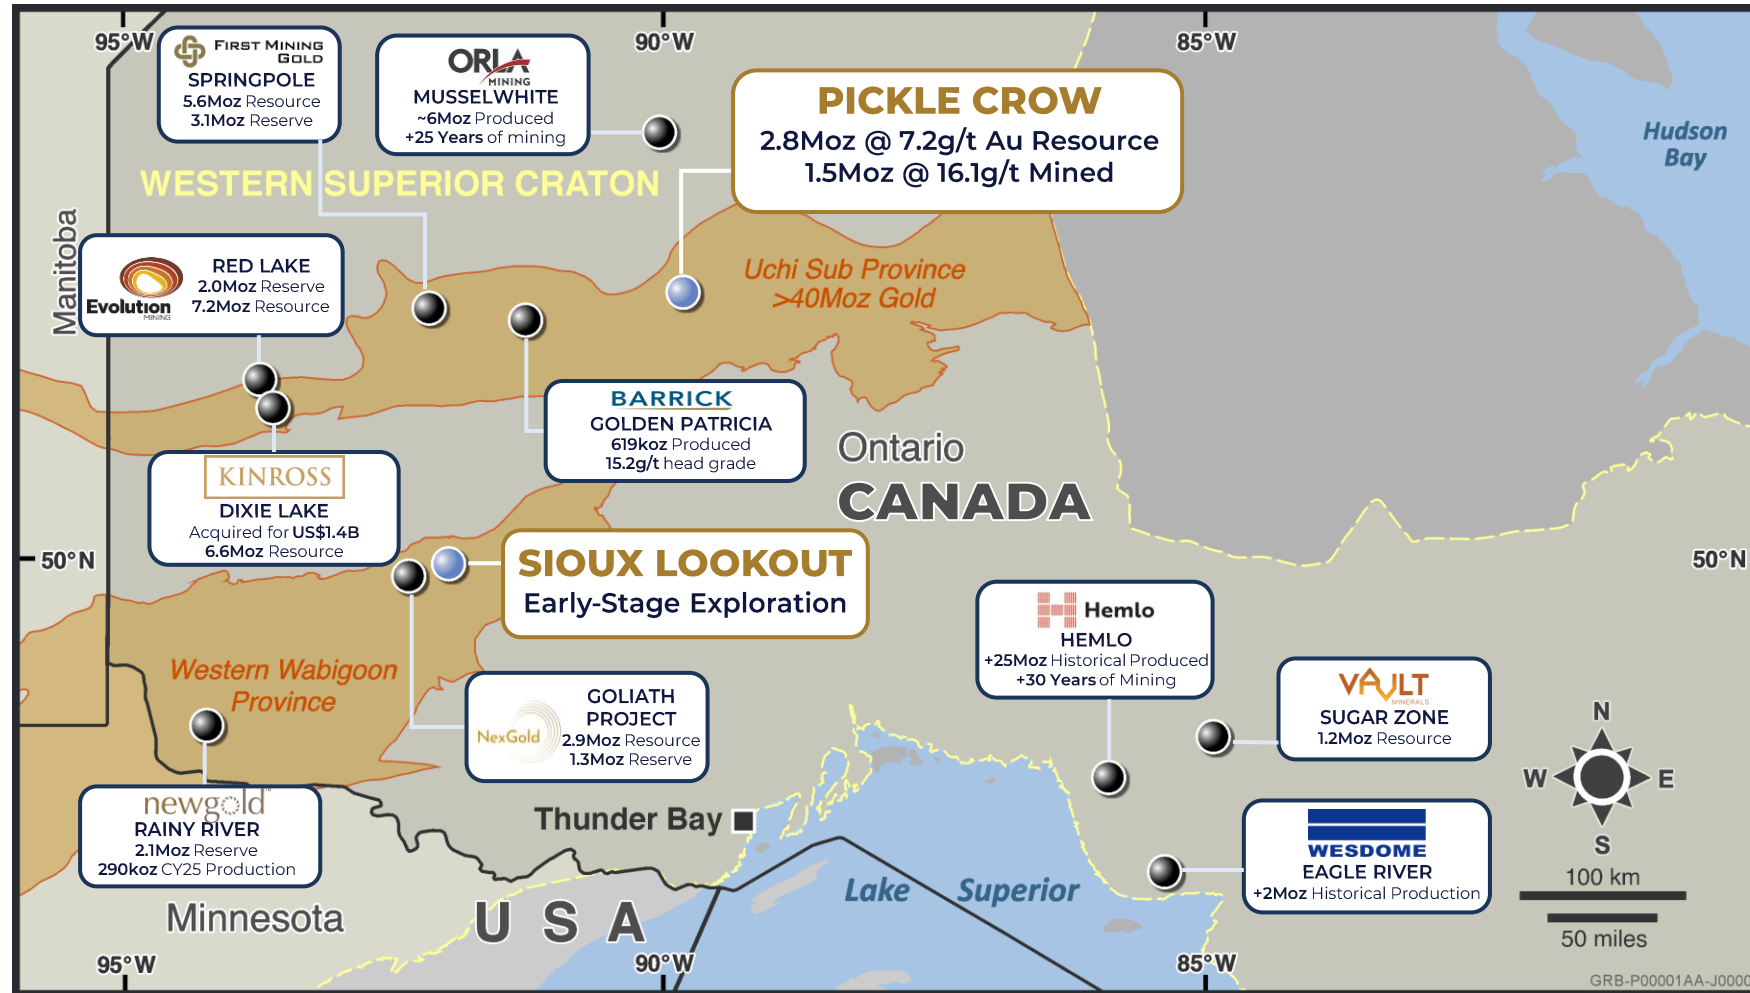 95°W
90°W
85°W
FIRST MINING
GOLD
SPRINGPOLE
5.6Moz Resource
3.1Moz Reserve
ORLA
MINING
MUSSELWHITE
~6Moz Produced
+25 Years of mining
PICKLE CROW
2.8Moz @ 7.2g/t Au Resource
1.5Moz @ 16.1g/t Mined
Hudson
Bay
WESTERN SUPERIOR CRATON
Manitoba
Evolution
MINING
RED LAKE
2.0Moz Reserve
7.2Moz Resource
Uchi Sub Province
>40Moz Gold
BARRICK
GOLDEN PATRICIA
619koz Produced
15.2g/t head grade
Ontario
CANADA
KINROSS
DIXIE LAKE
Acquired for US$1.4B
6.6Moz Resource
50°N
50°N
SIOUX LOOKOUT
Early-Stage Exploration
Hemlo
HEMLO
+25Moz Historical Produced
+30 Years of Mining
Western Wabigoon
Province
NexGold
GOLIATH
PROJECT
2.9Moz Resource
1.3Moz Reserve
VAULT
MINERALS
SUGAR ZONE
1.2Moz Resource
N
W
E
S
newgold™
RAINY RIVER
2.1Moz Reserve
290koz CY25 Production
Thunder Bay
WESDOME
EAGLE RIVER
+2Moz Historical Production
100 km
50 miles
Lake Superior
Minnesota
USA
95°W
90°W
85°W
GRB-P00001AA-J0000